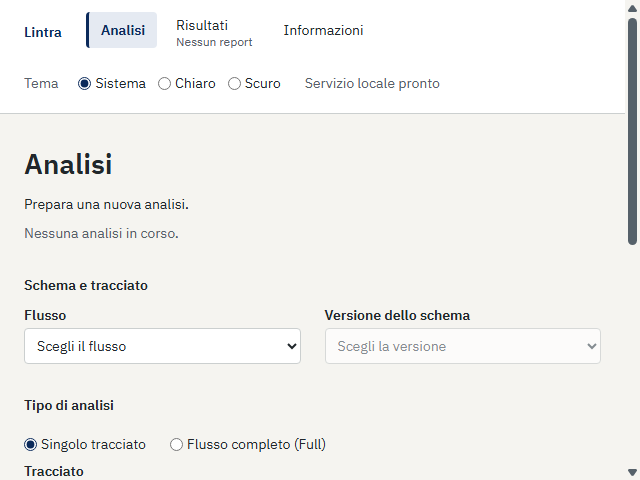 Lintra
Analisi
Risultati
Nessun report
Informazioni
Tema
Sistema
Chiaro
Scuro
Servizio locale pronto
Analisi
Prepara una nuova analisi.
Nessuna analisi in corso.
Schema e tracciato
Flusso
Versione dello schema
Scegli il flusso
Scegli la versione
Tipo di analisi
Singolo tracciato
Flusso completo (Full)
Tracciato